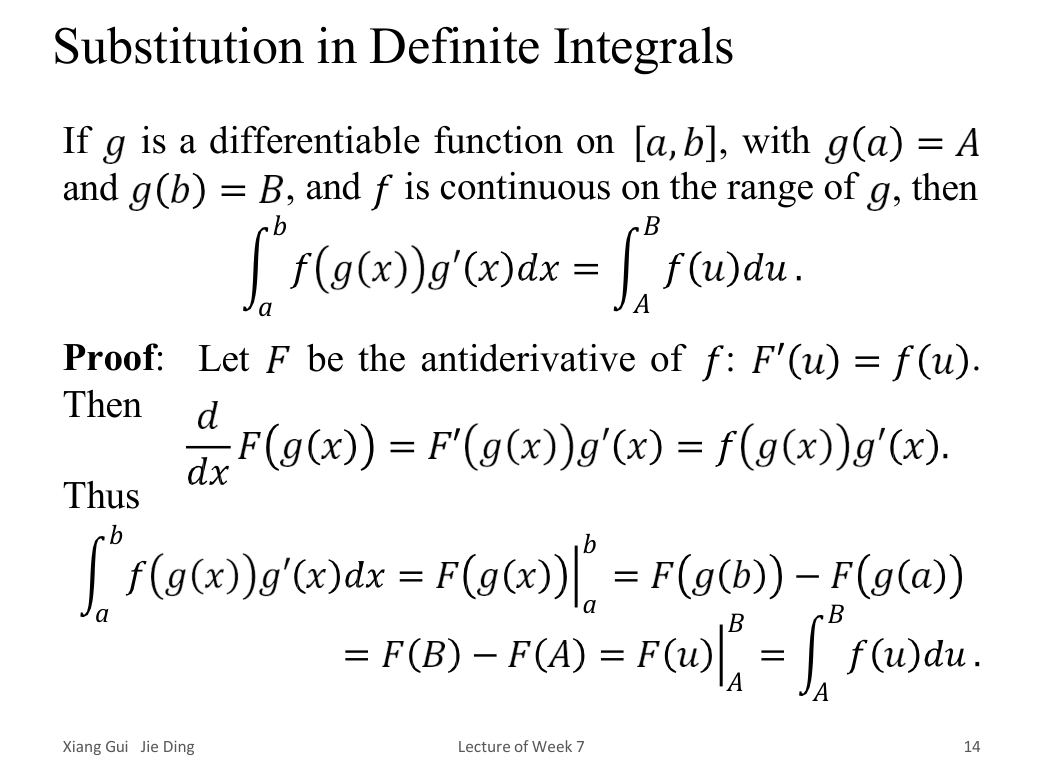 Substitution in Definite Integrals
If g is a differentiable function on [a, b], with g(a) = A
and g(b) = B, and f is continuous on the range of g, then
∫_a^b f(g(x))g′(x)dx = ∫_A^B f(u)du .
Proof: Let F be the antiderivative of f: F′(u) = f(u).
Then
d/dx F(g(x)) = F′(g(x))g′(x) = f(g(x))g′(x).
Thus
∫_a^b f(g(x))g′(x)dx = F(g(x))|_a^b = F(g(b)) − F(g(a))
= F(B) − F(A) = F(u)|_A^B = ∫_A^B f(u)du .
Xiang Gui Jie Ding Lecture of Week 7 14